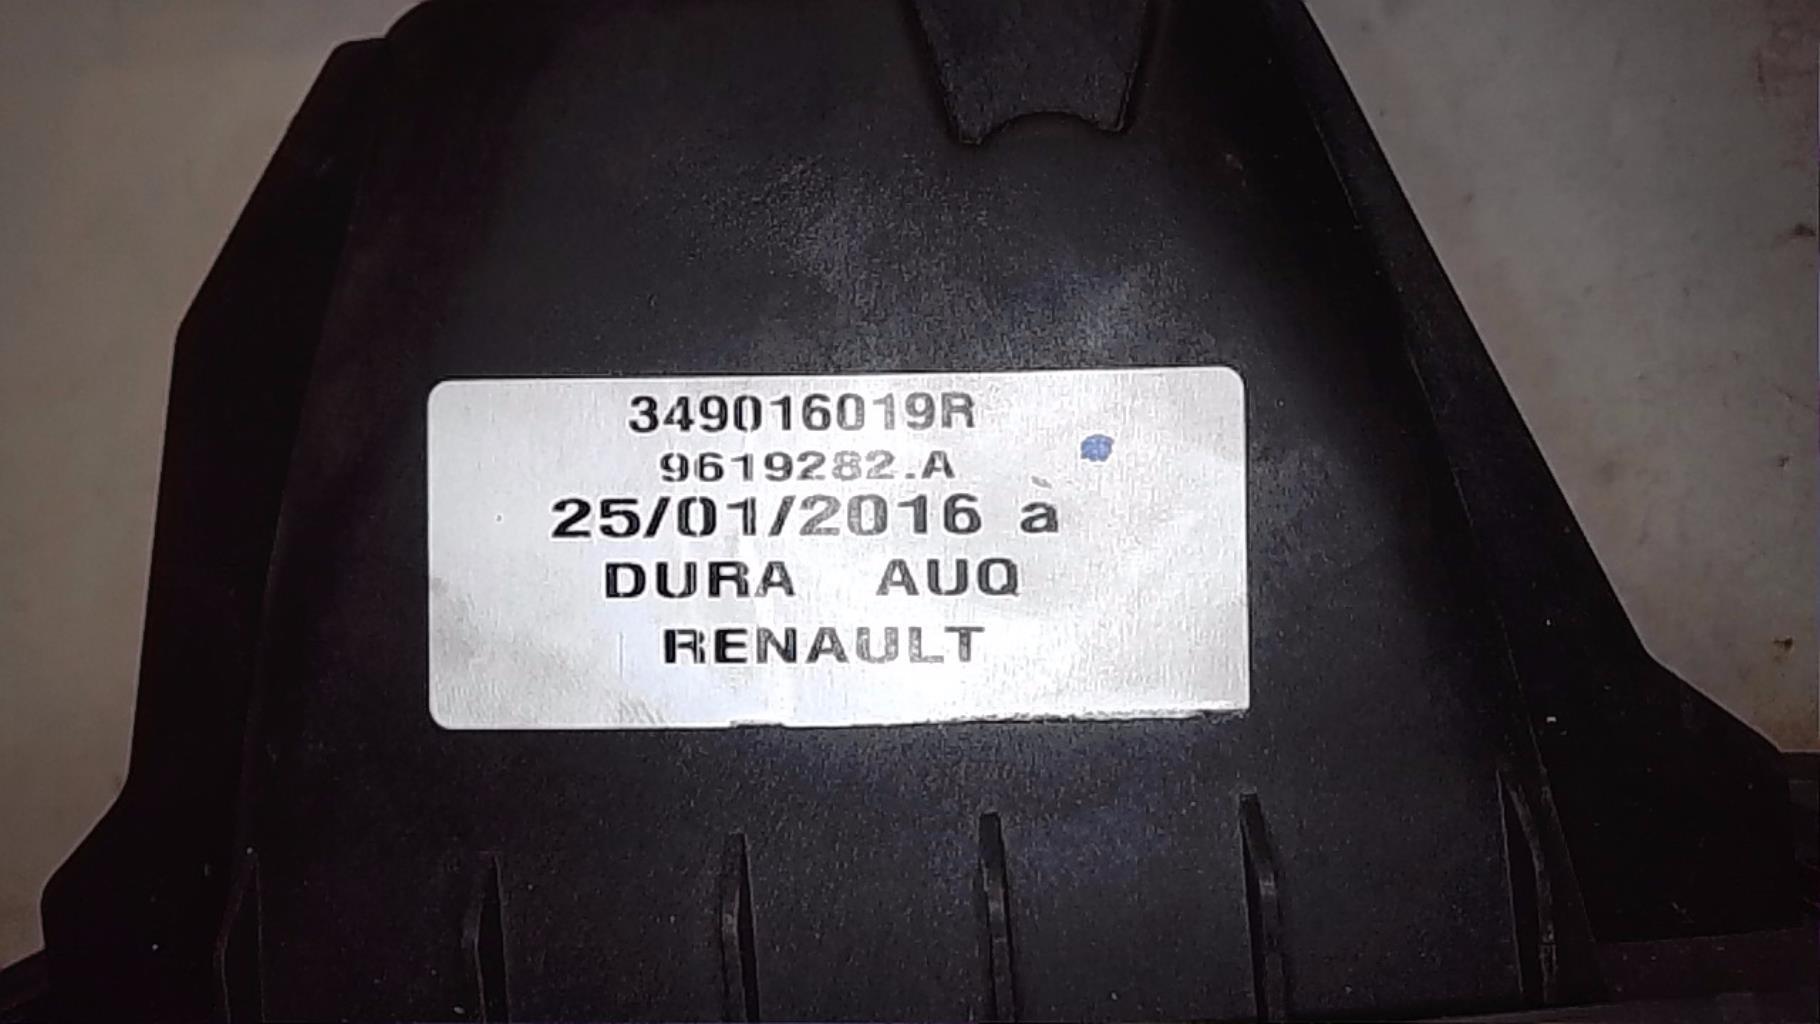 349016019R
9619282.A
25/01/2016 à
DURA AUQ
RENAULT